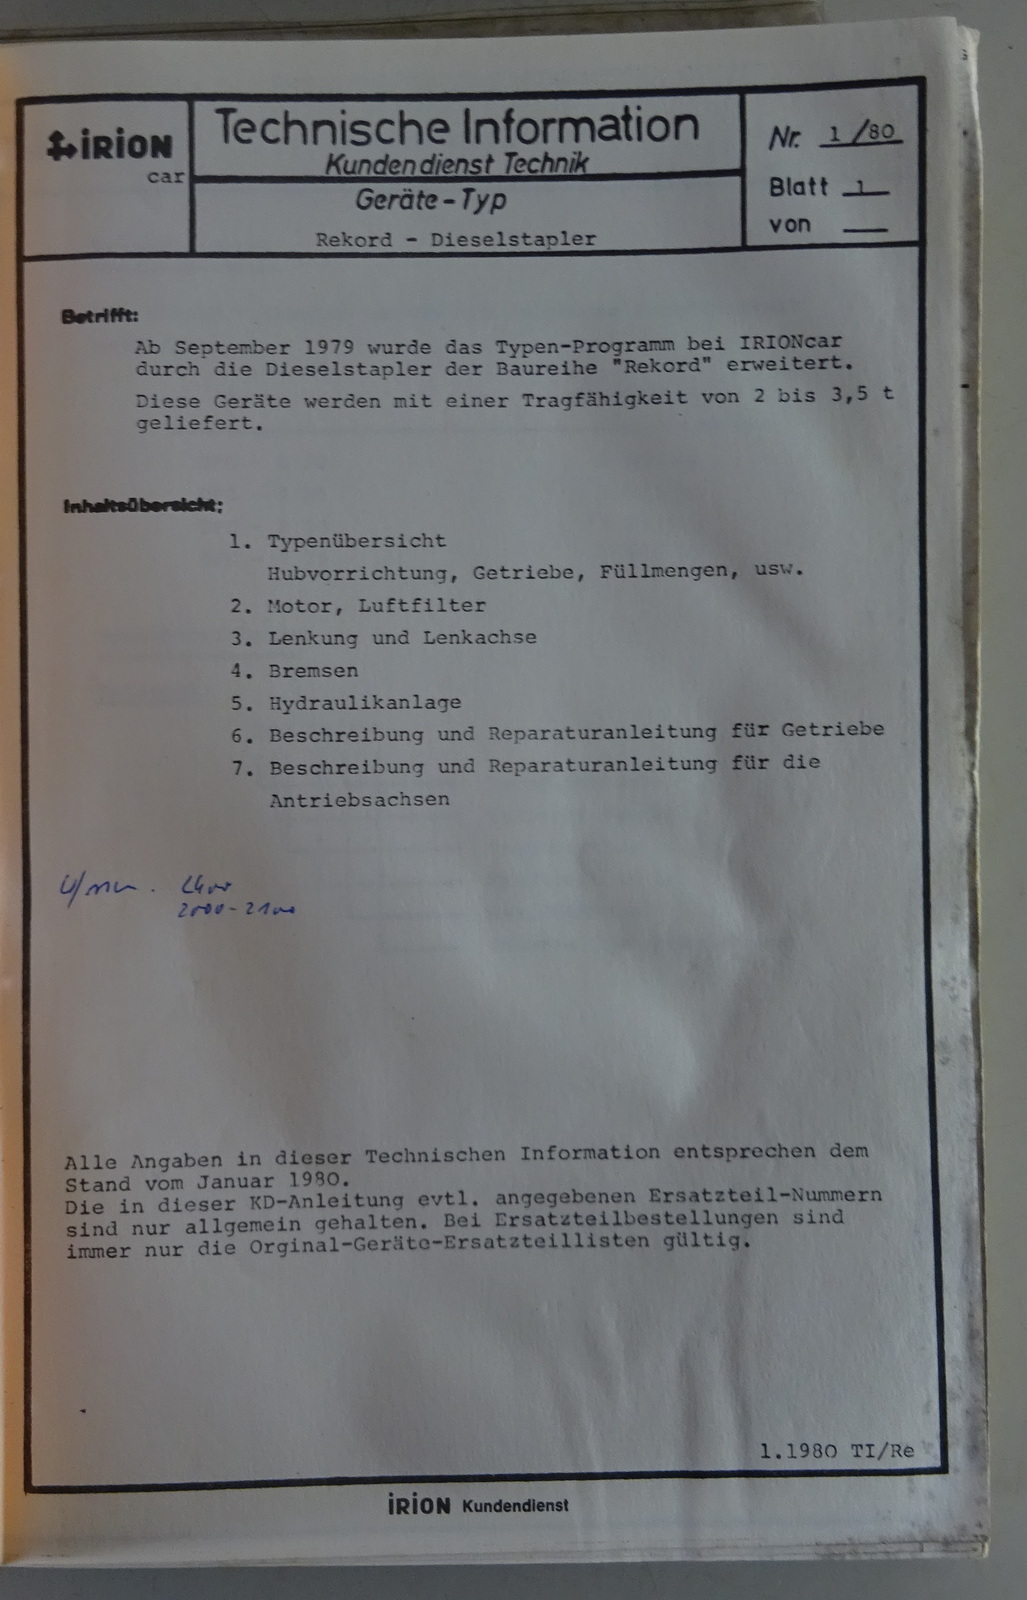 IRION
car
Technische Information
Kundendienst Technik
Geräte-Typ
Rekord - Dieselstapler
Nr. 1/80
Blatt 1
von
Betrifft:
Ab September 1979 wurde das Typen-Programm bei IRIONcar
durch die Dieselstapler der Baureihe "Rekord" erweitert.
Diese Geräte werden mit einer Tragfähigkeit von 2 bis 3,5 t
geliefert.
Inhaltsübersicht:
1. Typenübersicht
Hubvorrichtung, Getriebe, Füllmengen, usw.
2. Motor, Luftfilter
3. Lenkung und Lenkachse
4. Bremsen
5. Hydraulikanlage
6. Beschreibung und Reparaturanleitung für Getriebe
7. Beschreibung und Reparaturanleitung für die
Antriebsachsen
2000-2100
Alle Angaben in dieser Technischen Information entsprechen dem
Stand vom Januar 1980.
Die in dieser KD-Anleitung evtl. angegebenen Ersatzteil-Nummern
sind nur allgemein gehalten. Bei Ersatzteilbestellungen sind
immer nur die Orginal-Geräte-Ersatzteillisten gültig.
1.1980 TI/Re
IRION Kundendienst